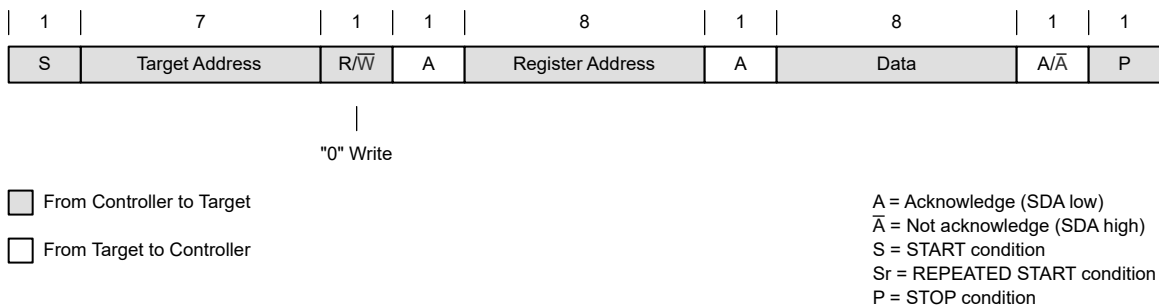 1 7 1 1 8 1 8 1 1
S Target Address R/W̅ A Register Address A Data A/A̅ P
"0" Write
From Controller to Target
From Target to Controller
A = Acknowledge (SDA low)
A̅ = Not acknowledge (SDA high)
S = START condition
Sr = REPEATED START condition
P = STOP condition